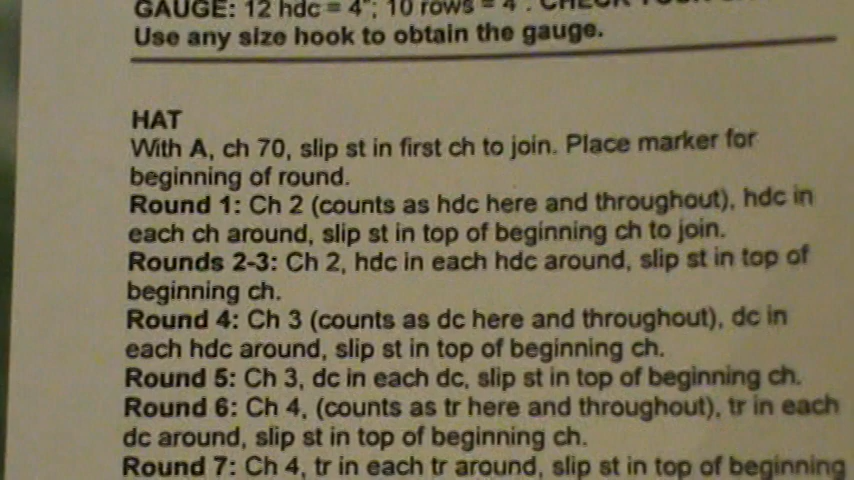 GAUGE: 12 hdc = 4"; 10 rows = 4". CHECK YOUR
Use any size hook to obtain the gauge.
HAT
With A, ch 70, slip st in first ch to join. Place marker for
beginning of round.
Round 1: Ch 2 (counts as hdc here and throughout), hdc in
each ch around, slip st in top of beginning ch to join.
Rounds 2-3: Ch 2, hdc in each hdc around, slip st in top of
beginning ch.
Round 4: Ch 3 (counts as dc here and throughout), dc in
each hdc around, slip st in top of beginning ch.
Round 5: Ch 3, dc in each dc, slip st in top of beginning ch.
Round 6: Ch 4, (counts as tr here and throughout), tr in each
dc around, slip st in top of beginning ch.
Round 7: Ch 4, tr in each tr around, slip st in top of beginning